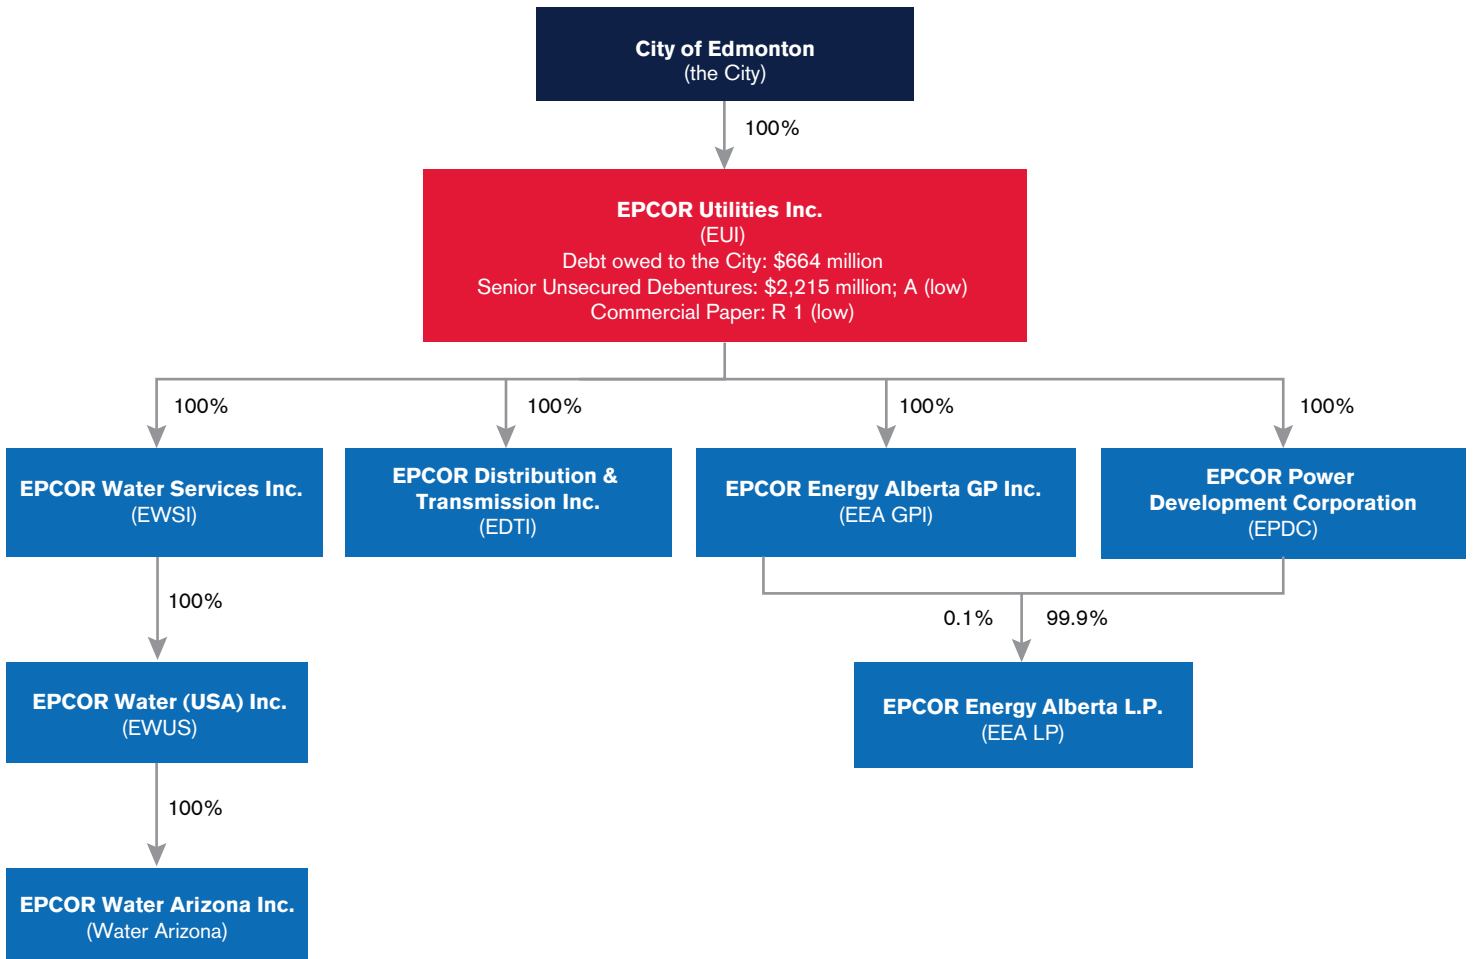 City of Edmonton
(the City)
100%
EPCOR Utilities Inc.
(EUI)
Debt owed to the City: $664 million
Senior Unsecured Debentures: $2,215 million; A (low)
Commercial Paper: R 1 (low)
100%
100%
100%
100%
EPCOR Water Services Inc.
(EWSI)
EPCOR Distribution &
Transmission Inc.
(EDTI)
EPCOR Energy Alberta GP Inc.
(EEA GPI)
EPCOR Power
Development Corporation
(EPDC)
100%
0.1%
99.9%
EPCOR Water (USA) Inc.
(EWUS)
EPCOR Energy Alberta L.P.
(EEA LP)
100%
EPCOR Water Arizona Inc.
(Water Arizona)